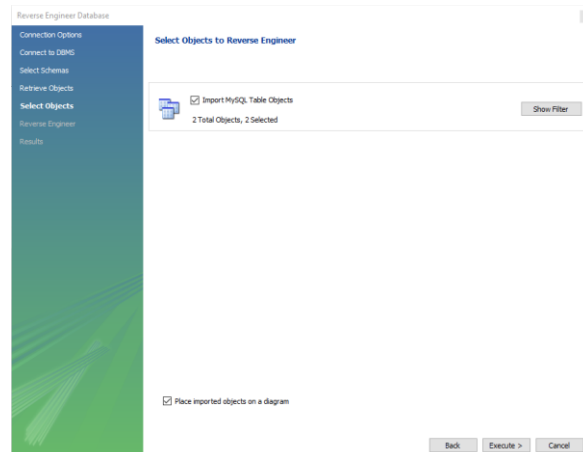 Reverse Engineer Database
Connection Options
Connect to DBMS
Select Schemas
Retrieve Objects
Select Objects
Reverse Engineer
Results
Select Objects to Reverse Engineer
Import MySQL Table Objects
2 Total Objects, 2 Selected
Show Filter
Place imported objects on a diagram
Back
Execute >
Cancel